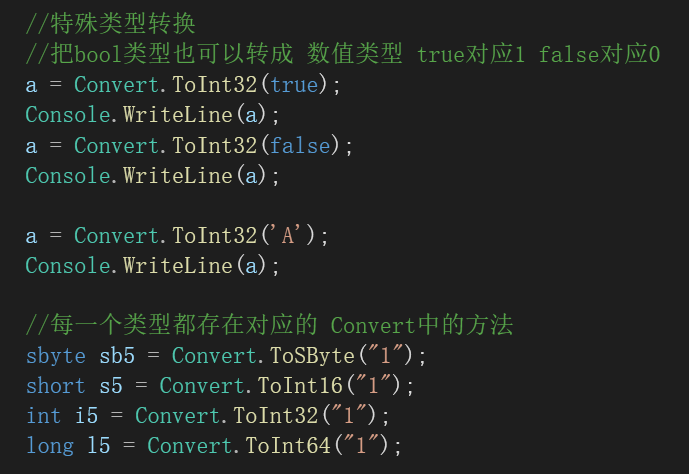 //特殊类型转换
//把bool类型也可以转成 数值类型 true对应1 false对应0
a = Convert.ToInt32(true);
Console.WriteLine(a);
a = Convert.ToInt32(false);
Console.WriteLine(a);
a = Convert.ToInt32('A');
Console.WriteLine(a);
//每一个类型都存在对应的 Convert中的方法
sbyte sb5 = Convert.ToSByte("1");
short s5 = Convert.ToInt16("1");
int i5 = Convert.ToInt32("1");
long l5 = Convert.ToInt64("1");